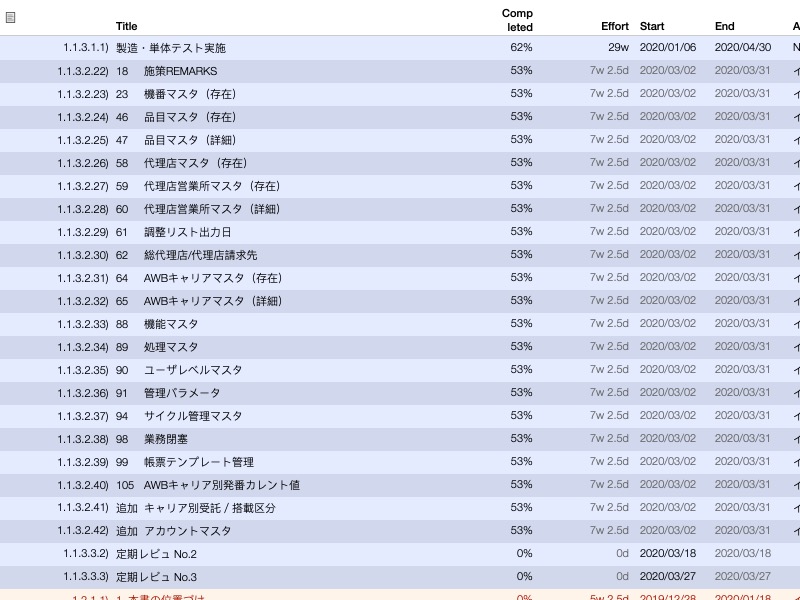 Title Comp leted Effort Start End A
1.1.3.1.1) 製造・単体テスト実施 62% 29w 2020/01/06 2020/04/30 N
1.1.3.2.22) 18 施策REMARKS 53% 7w 2.5d 2020/03/02 2020/03/31 イ
1.1.3.2.23) 23 機番マスタ（存在） 53% 7w 2.5d 2020/03/02 2020/03/31 イ
1.1.3.2.24) 46 品目マスタ（存在） 53% 7w 2.5d 2020/03/02 2020/03/31 イ
1.1.3.2.25) 47 品目マスタ（詳細） 53% 7w 2.5d 2020/03/02 2020/03/31 イ
1.1.3.2.26) 58 代理店マスタ（存在） 53% 7w 2.5d 2020/03/02 2020/03/31 イ
1.1.3.2.27) 59 代理店営業所マスタ（存在） 53% 7w 2.5d 2020/03/02 2020/03/31 イ
1.1.3.2.28) 60 代理店営業所マスタ（詳細） 53% 7w 2.5d 2020/03/02 2020/03/31 イ
1.1.3.2.29) 61 調整リスト出力日 53% 7w 2.5d 2020/03/02 2020/03/31 イ
1.1.3.2.30) 62 総代理店/代理店請求先 53% 7w 2.5d 2020/03/02 2020/03/31 イ
1.1.3.2.31) 64 AWBキャリアマスタ（存在） 53% 7w 2.5d 2020/03/02 2020/03/31 イ
1.1.3.2.32) 65 AWBキャリアマスタ（詳細） 53% 7w 2.5d 2020/03/02 2020/03/31 イ
1.1.3.2.33) 88 機能マスタ 53% 7w 2.5d 2020/03/02 2020/03/31 イ
1.1.3.2.34) 89 処理マスタ 53% 7w 2.5d 2020/03/02 2020/03/31 イ
1.1.3.2.35) 90 ユーザレベルマスタ 53% 7w 2.5d 2020/03/02 2020/03/31 イ
1.1.3.2.36) 91 管理パラメータ 53% 7w 2.5d 2020/03/02 2020/03/31 イ
1.1.3.2.37) 94 サイクル管理マスタ 53% 7w 2.5d 2020/03/02 2020/03/31 イ
1.1.3.2.38) 98 業務閉塞 53% 7w 2.5d 2020/03/02 2020/03/31 イ
1.1.3.2.39) 99 帳票テンプレート管理 53% 7w 2.5d 2020/03/02 2020/03/31 イ
1.1.3.2.40) 105 AWBキャリア別発番カレント値 53% 7w 2.5d 2020/03/02 2020/03/31 イ
1.1.3.2.41) 追加 キャリア別受託 / 搭載区分 53% 7w 2.5d 2020/03/02 2020/03/31 イ
1.1.3.2.42) 追加 アカウントマスタ 53% 7w 2.5d 2020/03/02 2020/03/31 イ
1.1.3.3.2) 定期レビュ No.2 0% 0d 2020/03/18 2020/03/18
1.1.3.3.3) 定期レビュ No.3 0% 0d 2020/03/27 2020/03/27
1.2.1.1) 1. 本書の位置づけ 0% 5w 2.5d 2019/12/28 2020/01/18